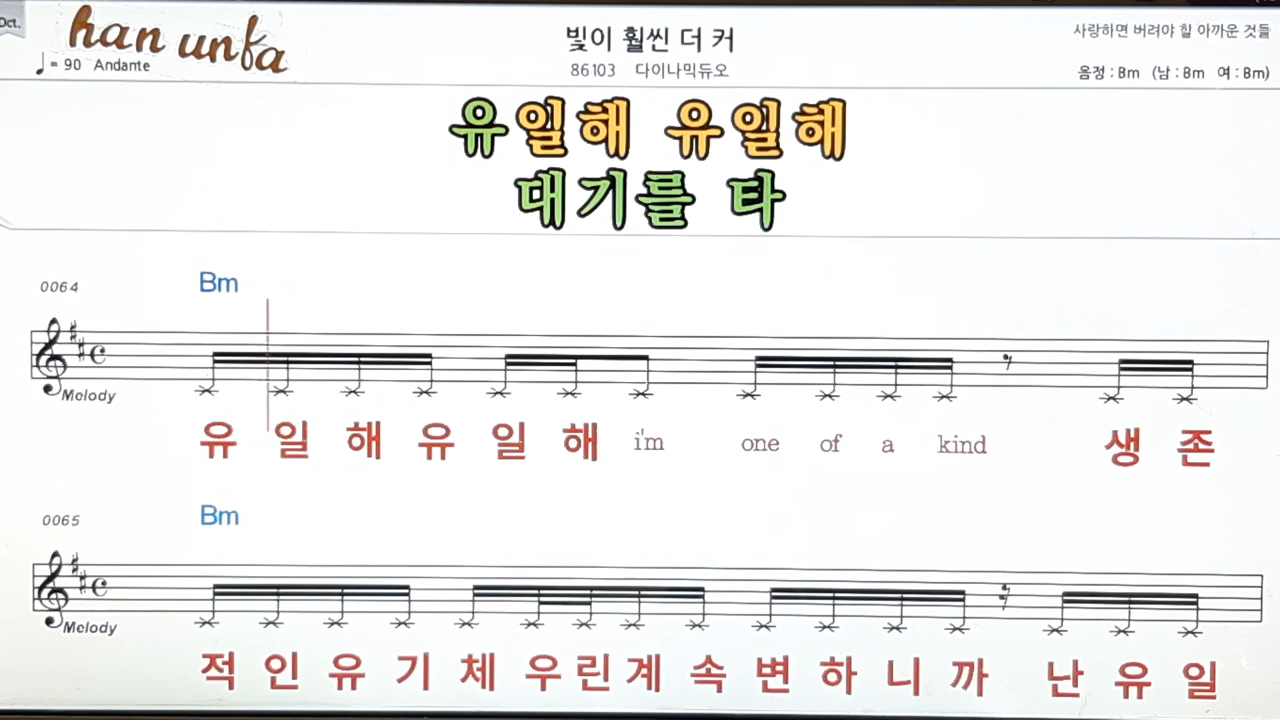 Oct.
han unfa
♩= 90 Andante
빛이 훨씬 더 커
86103 다이나믹듀오
사랑하면 버려야 할 아까운 것들
음정 : Bm (남 : Bm 여 : Bm)
유일해 유일해
대기를 타
0064 Bm
Melody
유 일 해 유 일 해 i'm one of a kind 생 존
0065 Bm
Melody
적 인 유 기 체 우 린 계 속 변 하 니 까 난 유 일